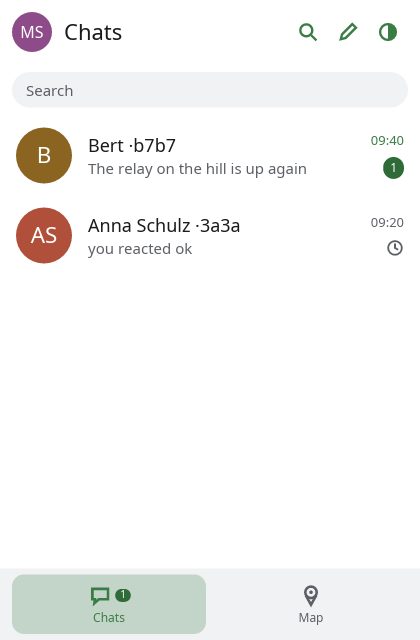 MS
Chats
Search
B
Bert ·b7b7
09:40
The relay on the hill is up again
1
AS
Anna Schulz ·3a3a
09:20
you reacted ok
1
Chats
Map